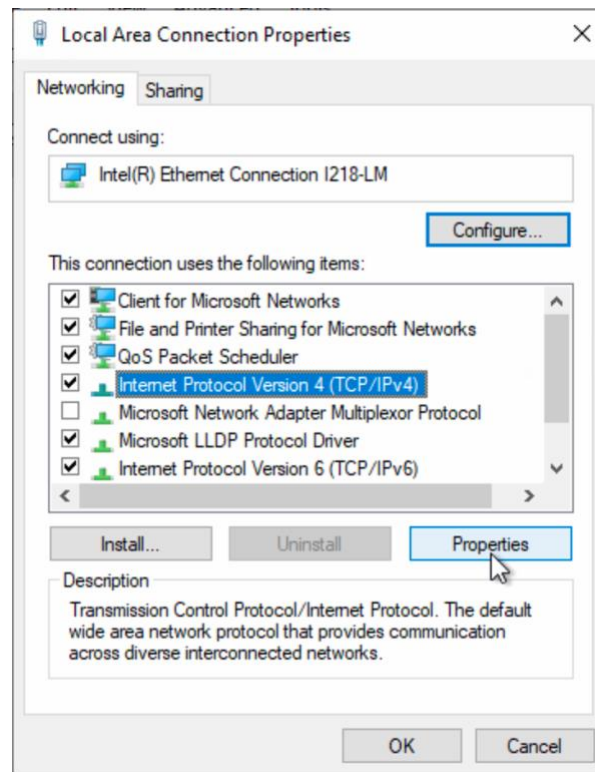 Local Area Connection Properties
Networking
Sharing
Connect using:
Intel(R) Ethernet Connection I218-LM
Configure...
This connection uses the following items:
Client for Microsoft Networks
File and Printer Sharing for Microsoft Networks
QoS Packet Scheduler
Internet Protocol Version 4 (TCP/IPv4)
Microsoft Network Adapter Multiplexor Protocol
Microsoft LLDP Protocol Driver
Internet Protocol Version 6 (TCP/IPv6)
Install...
Uninstall
Properties
Description
Transmission Control Protocol/Internet Protocol. The default
wide area network protocol that provides communication
across diverse interconnected networks.
OK
Cancel